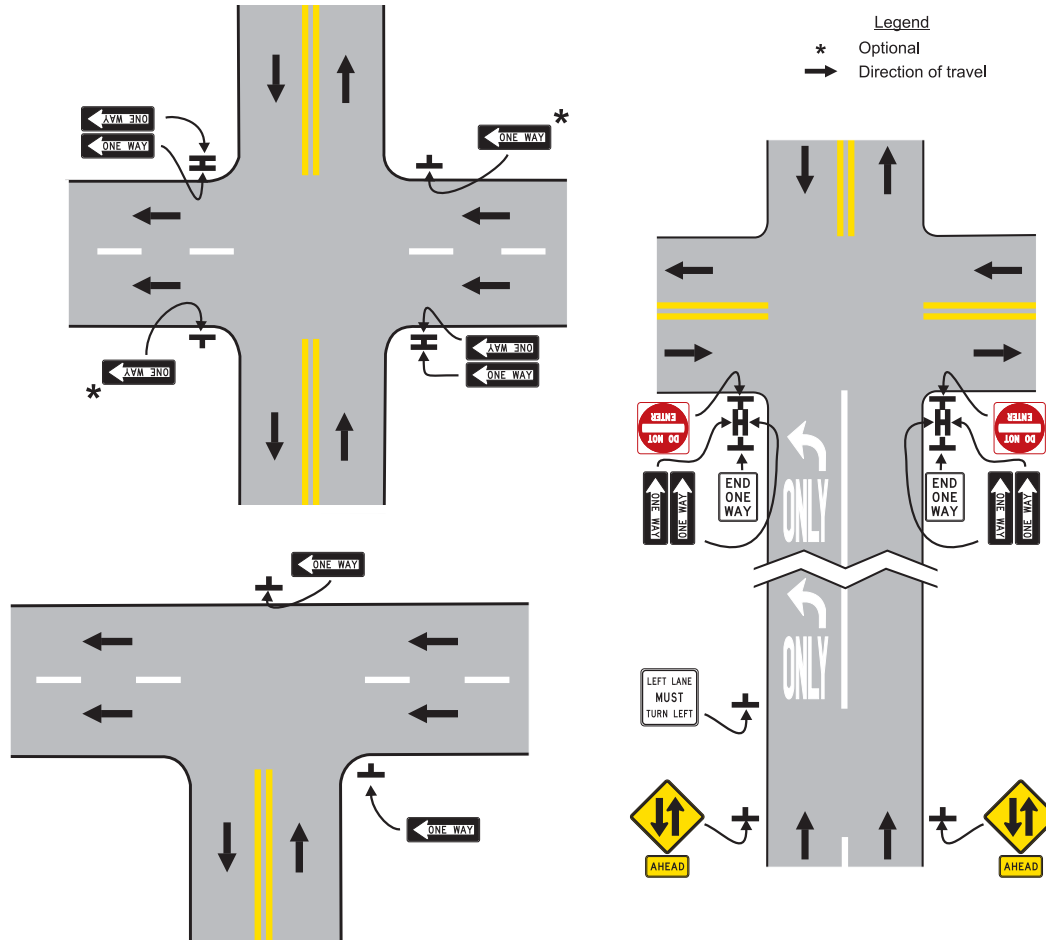 Legend
* Optional
Direction of travel
ONE WAY
ONE WAY
ONE WAY *
* ONE WAY
ONE WAY
ONE WAY
ONE WAY
ONE WAY
DO NOT
ENTER
DO NOT
ENTER
ONE WAY
ONE WAY
END
ONE
WAY
ONLY
END
ONE
WAY
ONE WAY
ONE WAY
ONLY
LEFT LANE
MUST
TURN LEFT
AHEAD
AHEAD